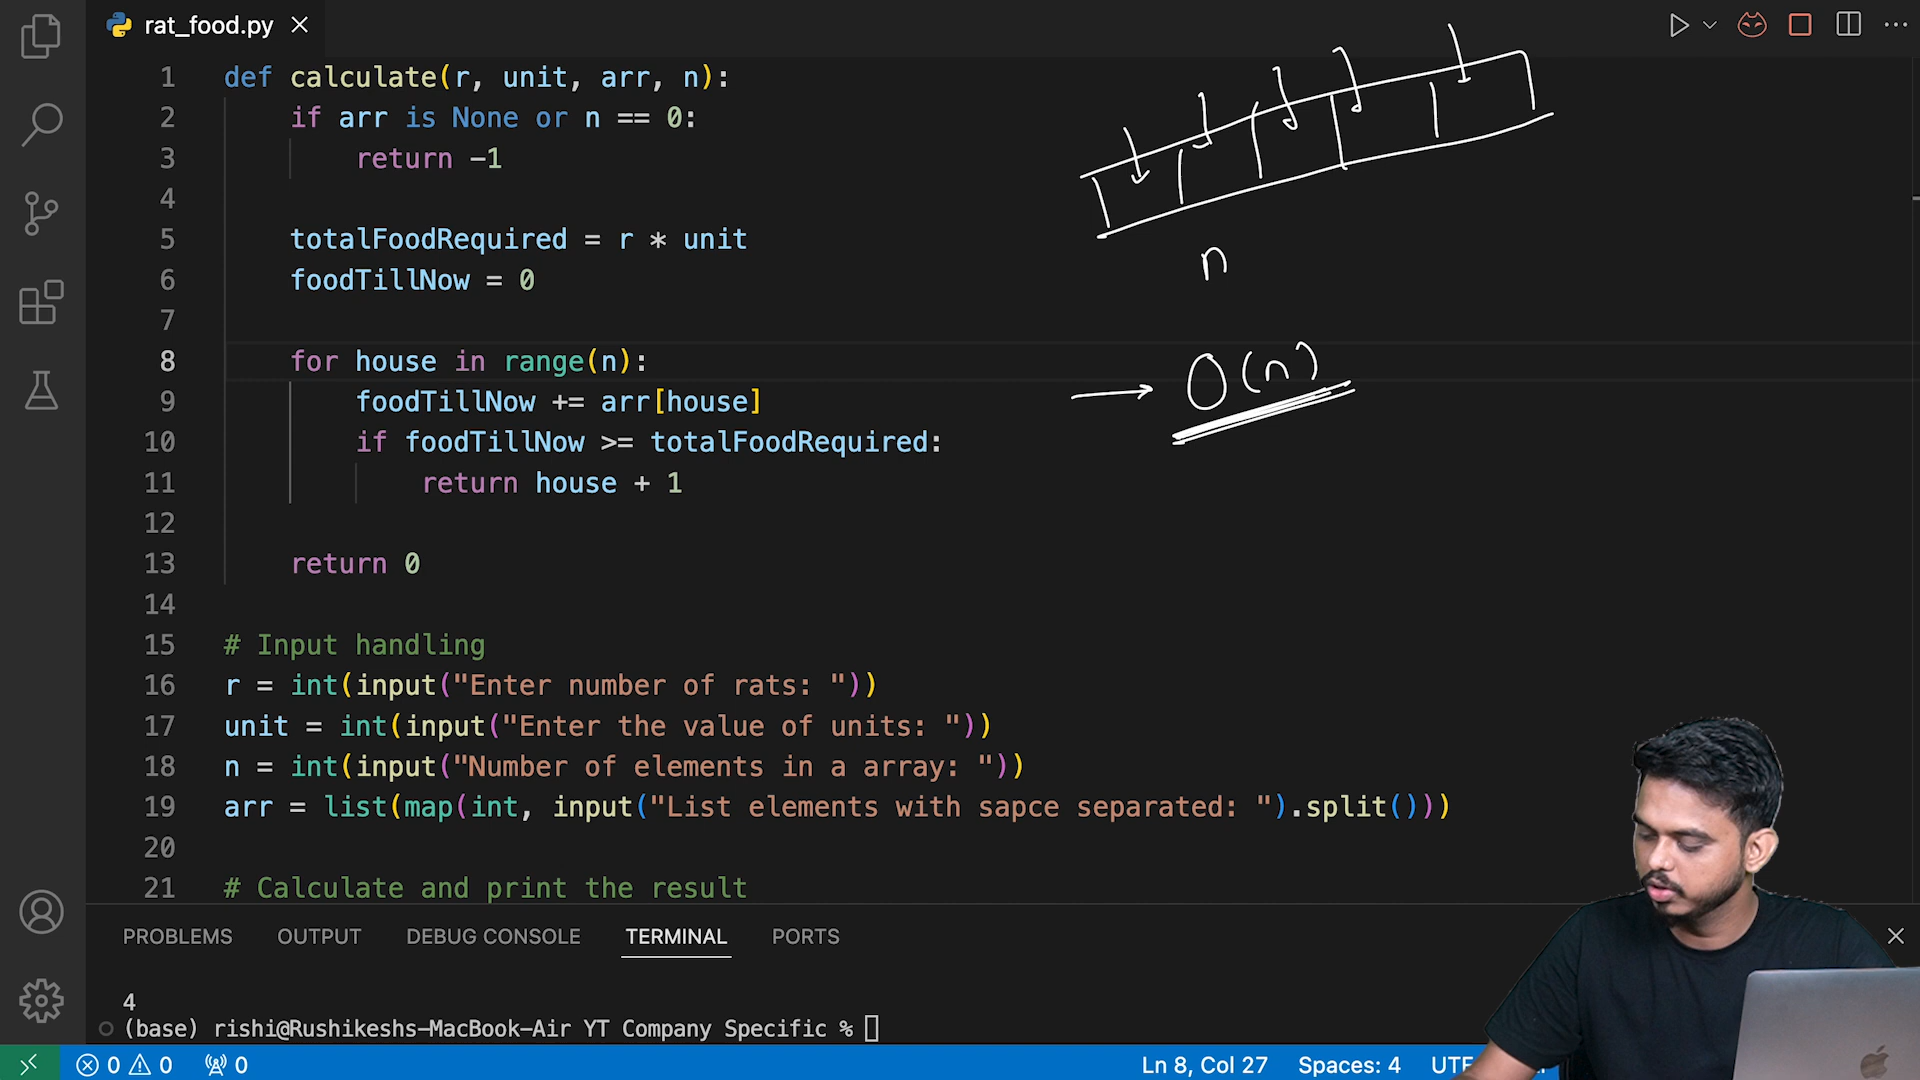 rat_food.py
1 def calculate(r, unit, arr, n):
2 if arr is None or n == 0:
3 return -1
4
5 totalFoodRequired = r * unit
6 foodTillNow = 0
7
8 for house in range(n):
9 foodTillNow += arr[house]
10 if foodTillNow >= totalFoodRequired:
11 return house + 1
12
13 return 0
14
15 # Input handling
16 r = int(input("Enter number of rats: "))
17 unit = int(input("Enter the value of units: "))
18 n = int(input("Number of elements in a array: "))
19 arr = list(map(int, input("List elements with sapce separated: ").split()))
20
21 # Calculate and print the result
n
O(n)
PROBLEMS OUTPUT DEBUG CONSOLE TERMINAL PORTS
4
(base) rishi@Rushikeshs-MacBook-Air YT Company Specific %
0 0 0 Ln 8, Col 27 Spaces: 4